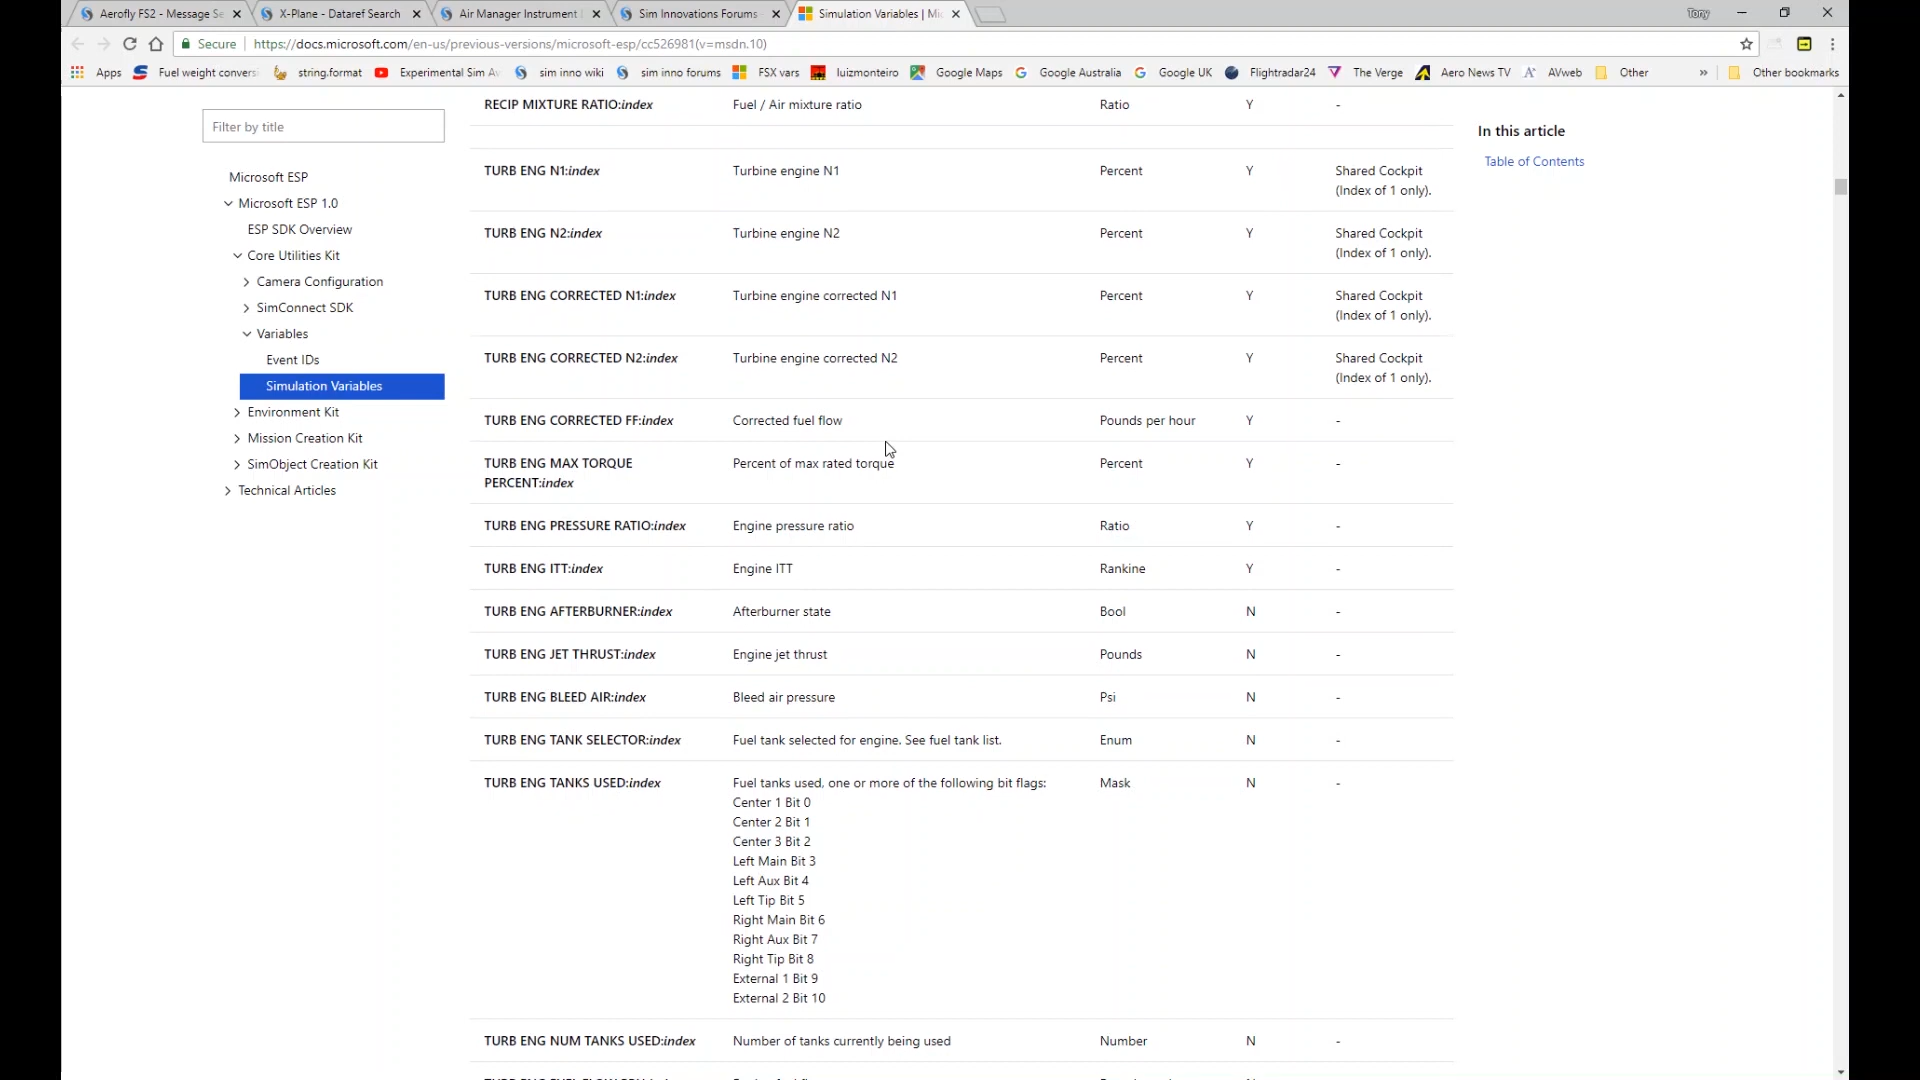 Aerofly FS2 - Message Se
X-Plane - Dataref Search
Air Manager Instrument
Sim Innovations Forums
Simulation Variables | Mi
Tony
Secure
https://docs.microsoft.com/en-us/previous-versions/microsoft-esp/cc526981(v=msdn.10)
Apps
Fuel weight conversi
string.format
Experimental Sim Av
sim inno wiki
sim inno forums
FSX vars
luizmonteiro
Google Maps
Google Australia
Google UK
Flightradar24
The Verge
Aero News TV
AVweb
Other
»
Other bookmarks
Filter by title
Microsoft ESP
Microsoft ESP 1.0
ESP SDK Overview
Core Utilities Kit
Camera Configuration
SimConnect SDK
Variables
Event IDs
Simulation Variables
Environment Kit
Mission Creation Kit
SimObject Creation Kit
Technical Articles
RECIP MIXTURE RATIO:index Fuel / Air mixture ratio Ratio Y -
TURB ENG N1:index Turbine engine N1 Percent Y Shared Cockpit
(Index of 1 only).
TURB ENG N2:index Turbine engine N2 Percent Y Shared Cockpit
(Index of 1 only).
TURB ENG CORRECTED N1:index Turbine engine corrected N1 Percent Y Shared Cockpit
(Index of 1 only).
TURB ENG CORRECTED N2:index Turbine engine corrected N2 Percent Y Shared Cockpit
(Index of 1 only).
TURB ENG CORRECTED FF:index Corrected fuel flow Pounds per hour Y -
TURB ENG MAX TORQUE Percent of max rated torque Percent Y -
PERCENT:index
TURB ENG PRESSURE RATIO:index Engine pressure ratio Ratio Y -
TURB ENG ITT:index Engine ITT Rankine Y -
TURB ENG AFTERBURNER:index Afterburner state Bool N -
TURB ENG JET THRUST:index Engine jet thrust Pounds N -
TURB ENG BLEED AIR:index Bleed air pressure Psi N -
TURB ENG TANK SELECTOR:index Fuel tank selected for engine. See fuel tank list. Enum N -
TURB ENG TANKS USED:index Fuel tanks used, one or more of the following bit flags: Mask N -
Center 1 Bit 0
Center 2 Bit 1
Center 3 Bit 2
Left Main Bit 3
Left Aux Bit 4
Left Tip Bit 5
Right Main Bit 6
Right Aux Bit 7
Right Tip Bit 8
External 1 Bit 9
External 2 Bit 10
TURB ENG NUM TANKS USED:index Number of tanks currently being used Number N -
In this article
Table of Contents